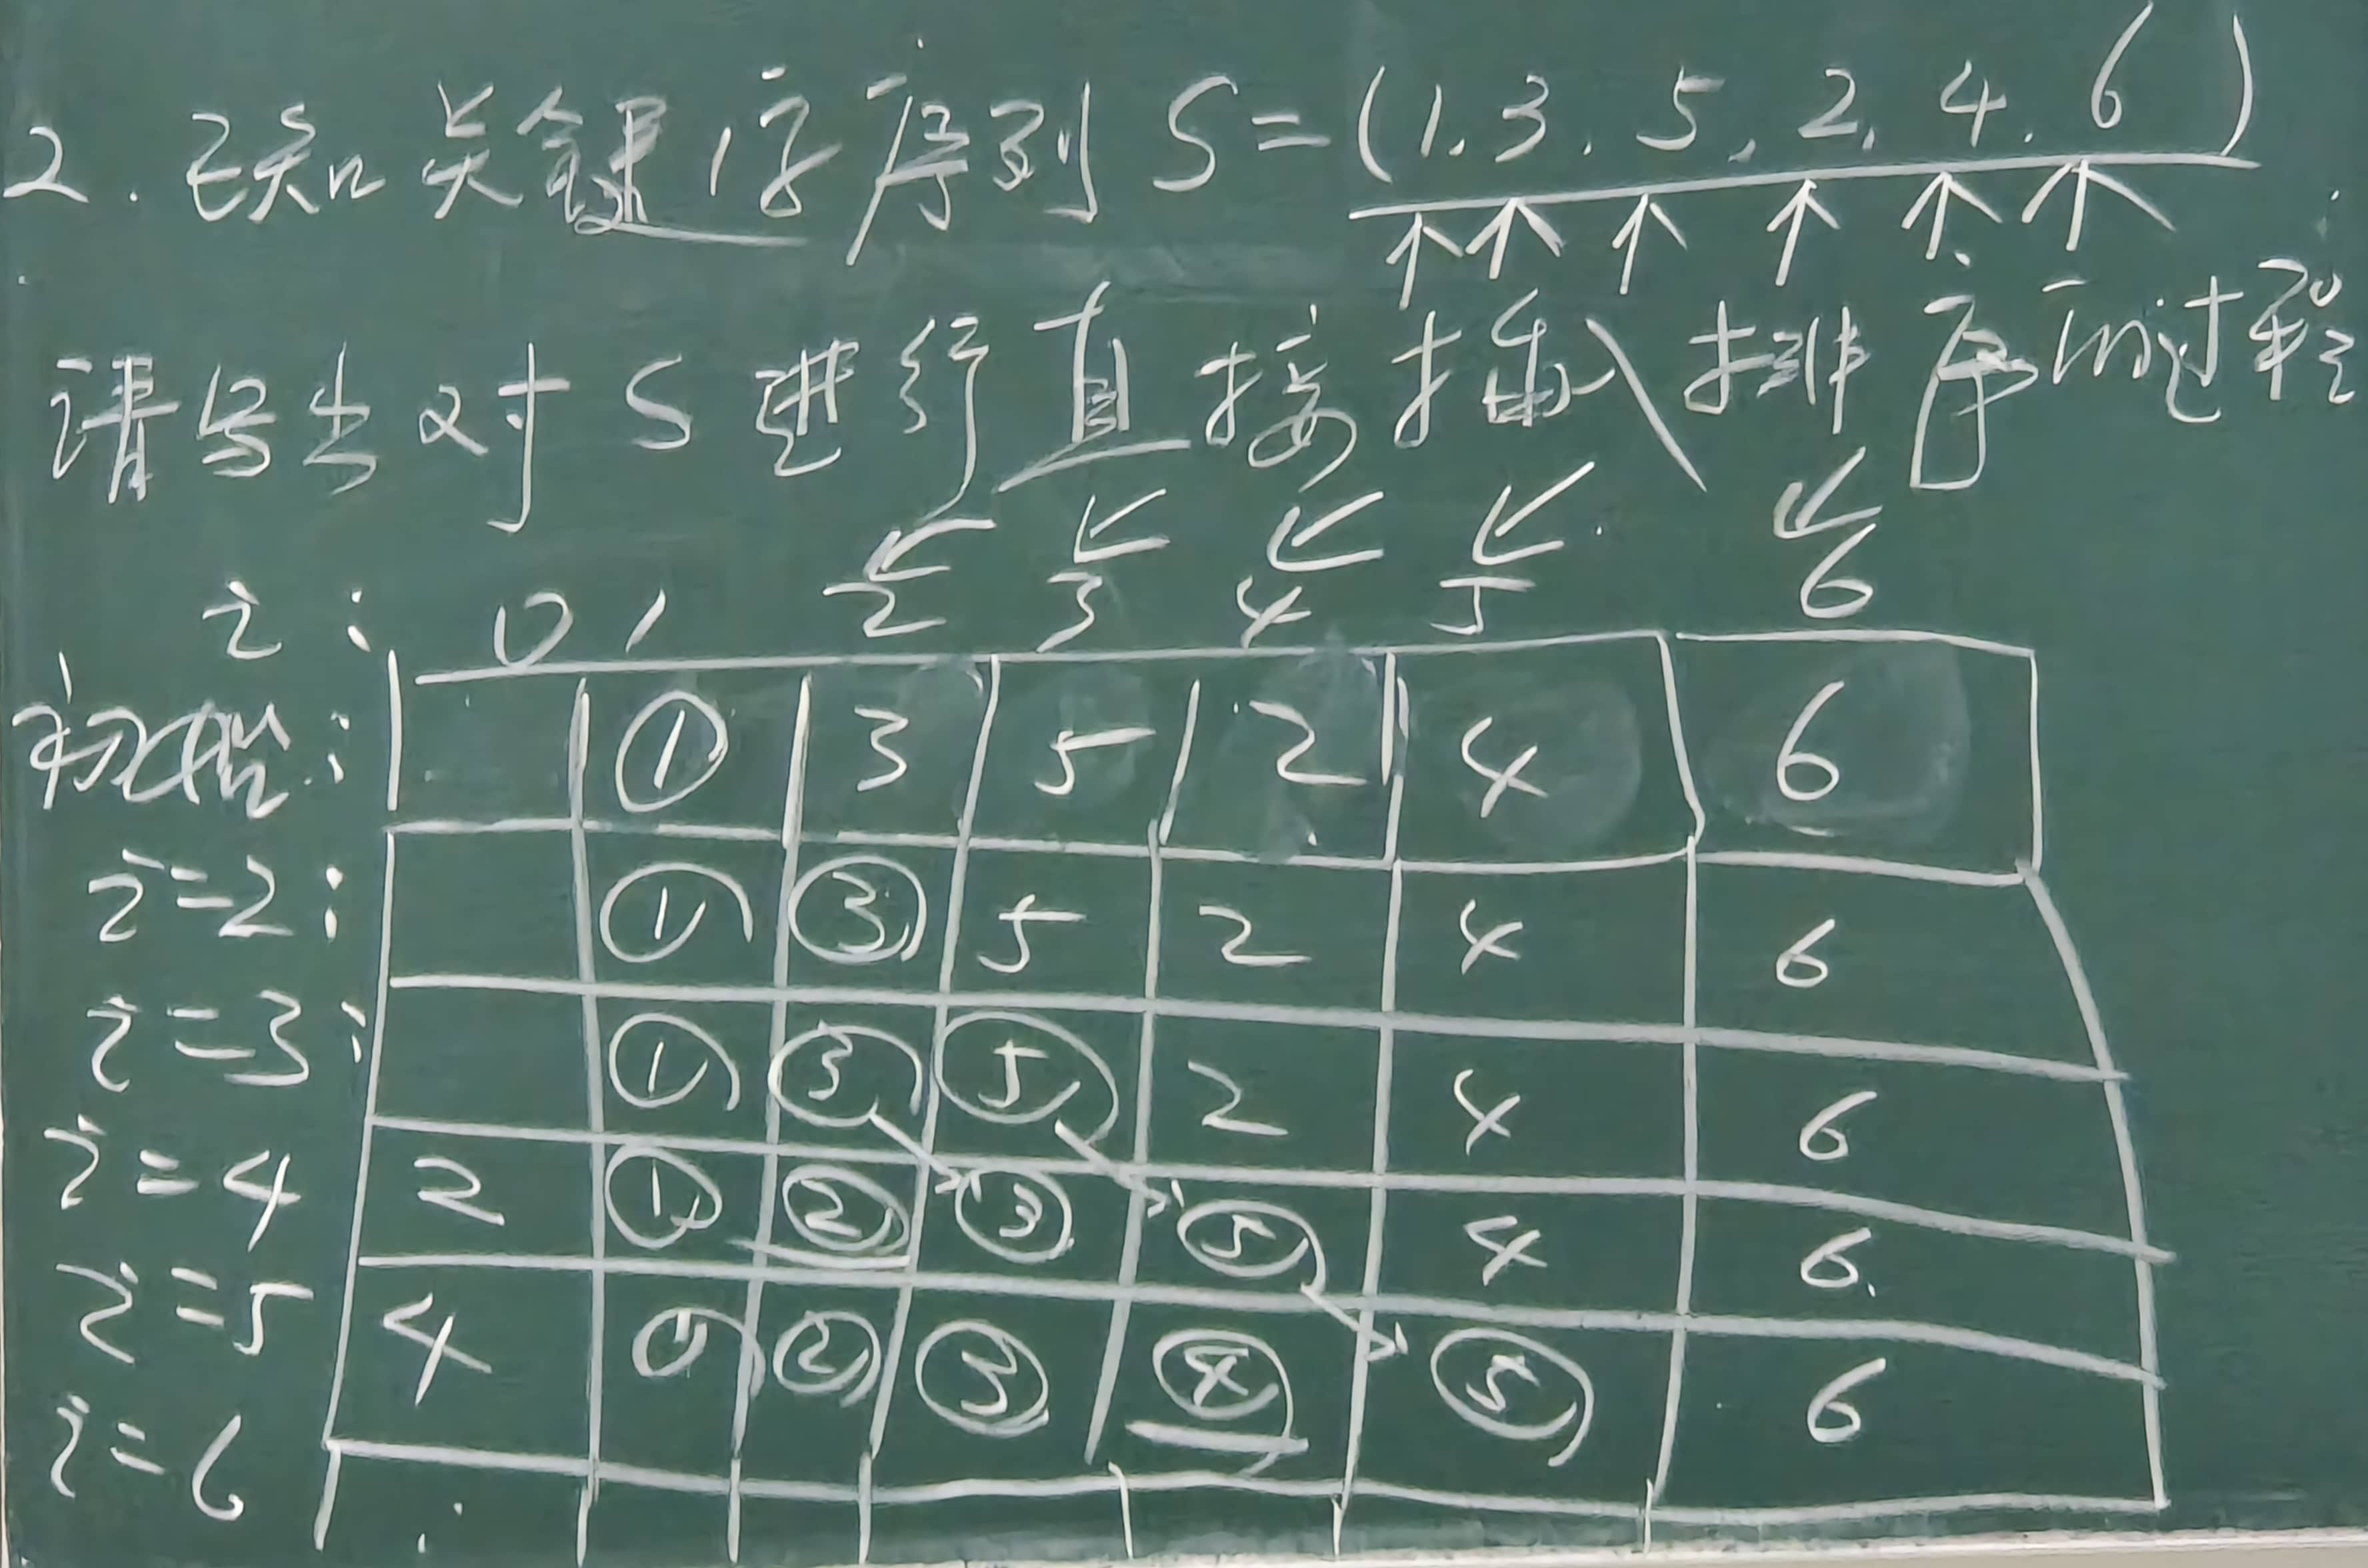 2. 已知关键字序列 S=(1.3.5.2.4.6)
请写出对S进行直接插入排序的过程
i: 0 1 2 3 4 5 6
初始: ① 3 5 2 4 6
i=2: ① ③ 5 2 4 6
i=3: ① ③ ⑤ 2 4 6
i=4 2 ① ② ③ ⑤ 4 6
i=5 4 ① ② ③ ④ ⑤ 6
i=6